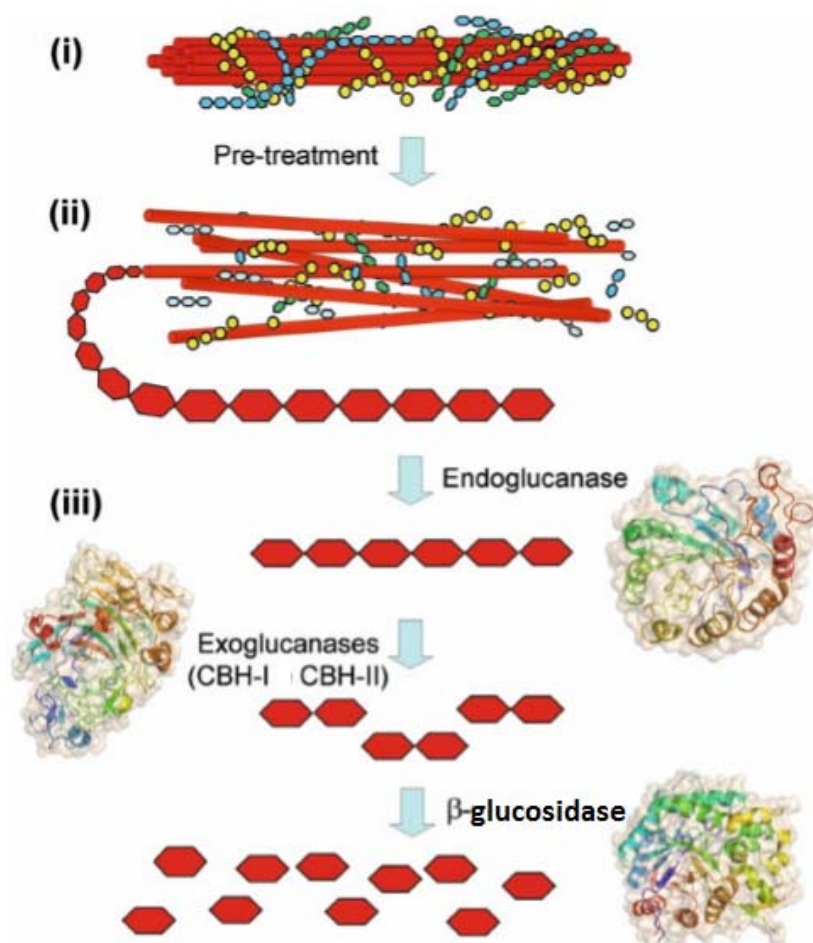 (i)
Pre-treatment
(ii)
Endoglucanase
(iii)
Exoglucanases
(CBH-I CBH-II)
β-glucosidase